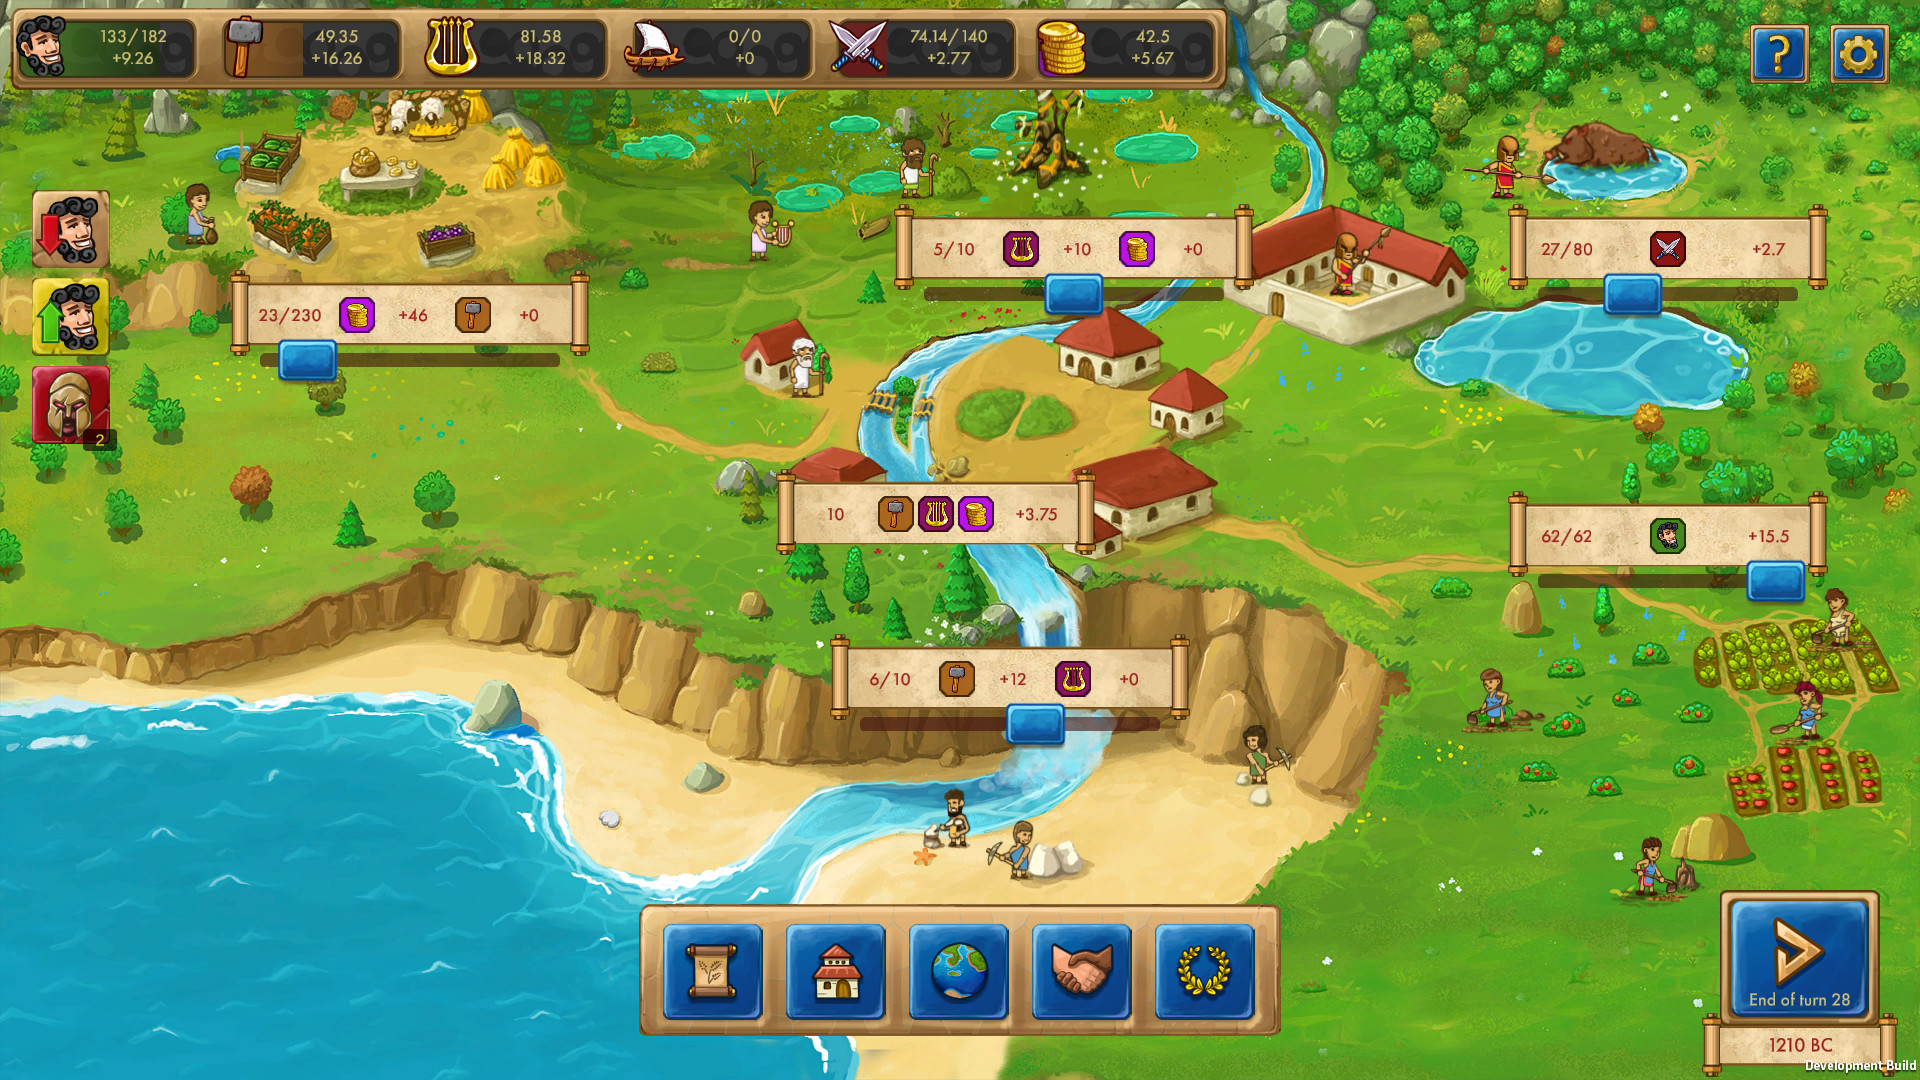 133/182
+9.26
49.35
+16.26
81.58
+18.32
0/0
+0
74.14/140
+2.77
42.5
+5.67
?
5/10 +10 +0
27/80 +2.7
23/230 +46 +0
2
10 +3.75
62/62 +15.5
6/10 +12 +0
End of turn 28
1210 BC
Development Build